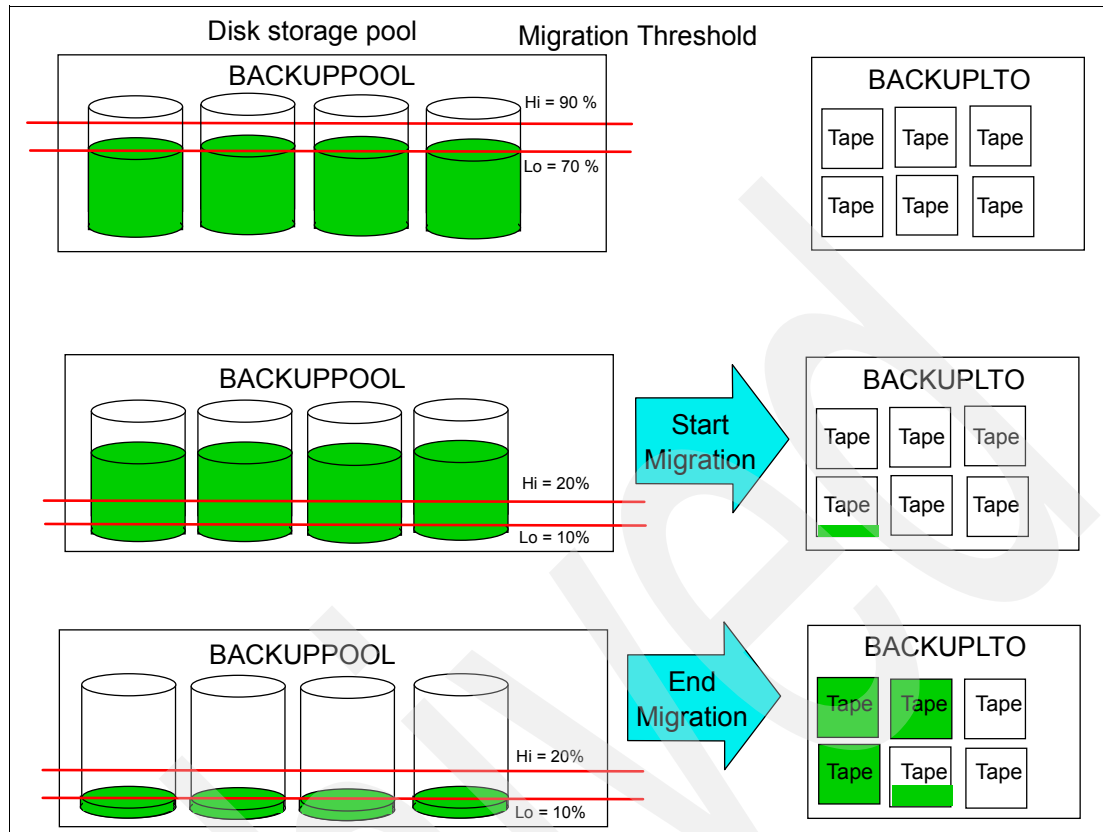 Disk storage pool
Migration Threshold
BACKUPPOOL
Hi = 90 %
Lo = 70 %
BACKUPLTO
Tape Tape Tape
Tape Tape Tape
BACKUPPOOL
Hi = 20%
Lo = 10%
Start
Migration
BACKUPLTO
Tape Tape Tape
Tape Tape Tape
BACKUPPOOL
Hi = 20%
Lo = 10%
End
Migration
BACKUPLTO
Tape Tape Tape
Tape Tape Tape